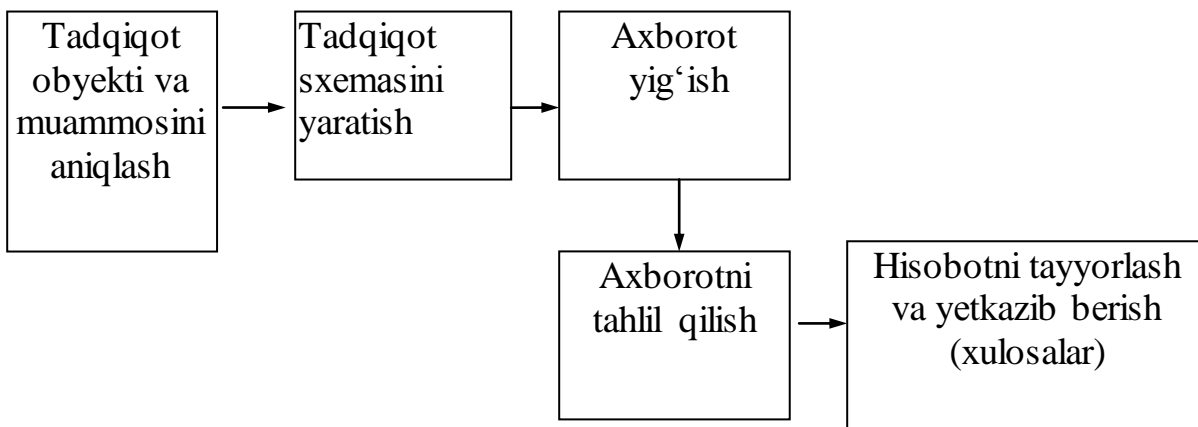 Tadqiqot
obyekti va
muammosini
aniqlash
Tadqiqot
sxemasini
yaratish
Axborot
yig‘ish
Axborotni
tahlil qilish
Hisobotni tayyorlash
va yetkazib berish
(xulosalar)